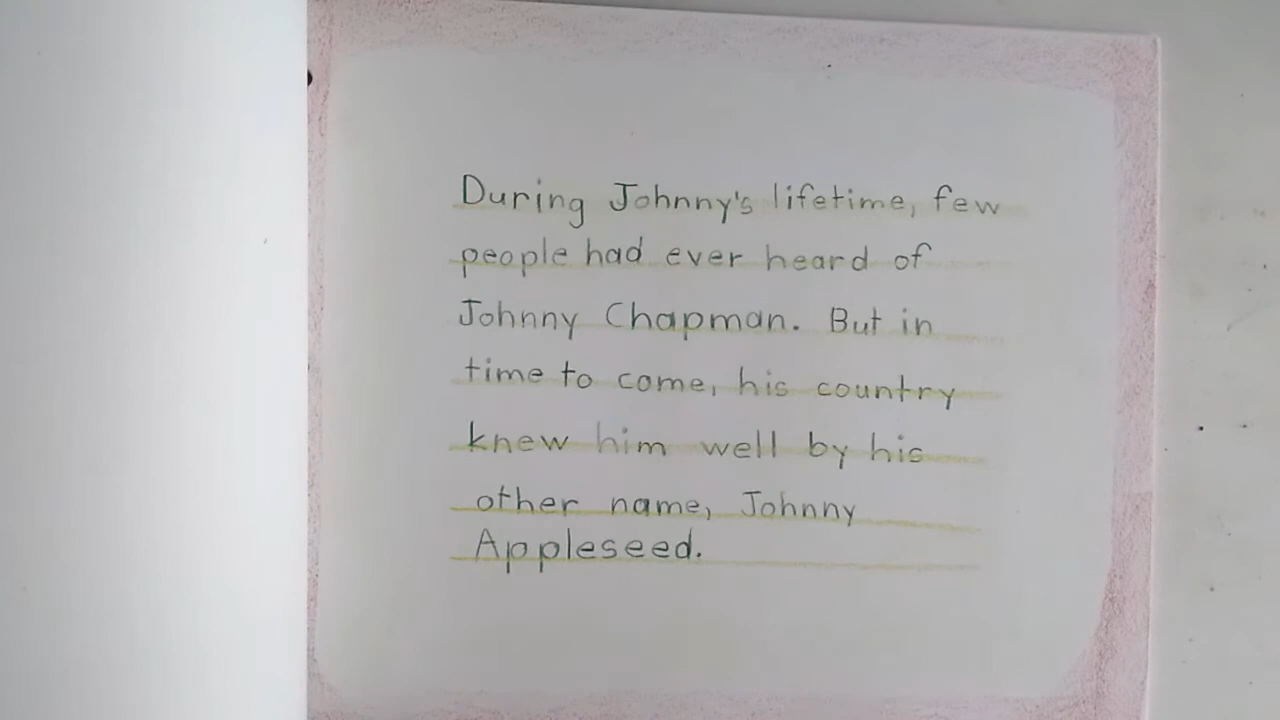 During Johnny's lifetime, few
people had ever heard of
Johnny Chapman. But in
time to come, his country
knew him well by his
other name, Johnny
Appleseed.